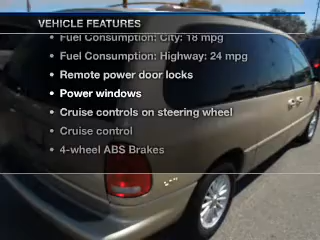 VEHICLE FEATURES
• Fuel Consumption: City: 18 mpg
• Fuel Consumption: Highway: 24 mpg
• Remote power door locks
• Power windows
• Cruise controls on steering wheel
• Cruise control
• 4-wheel ABS Brakes